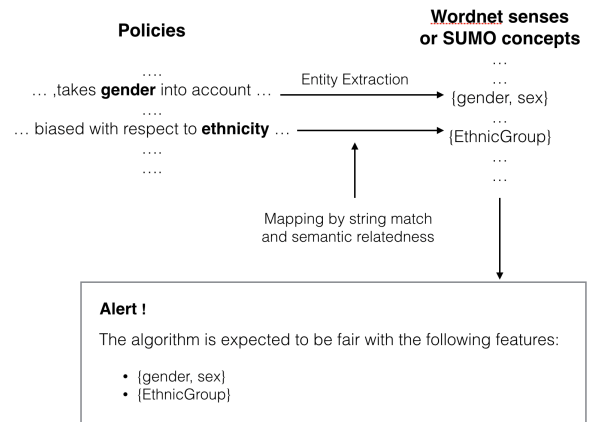 Policies
Wordnet senses
or SUMO concepts
....
... ,takes gender into account ...
....
... biased with respect to ethnicity ...
....
....
Entity Extraction
...
...
{gender, sex}
...
{EthnicGroup}
...
...
Mapping by string match
and semantic relatedness
Alert !
The algorithm is expected to be fair with the following features:
• {gender, sex}
• {EthnicGroup}